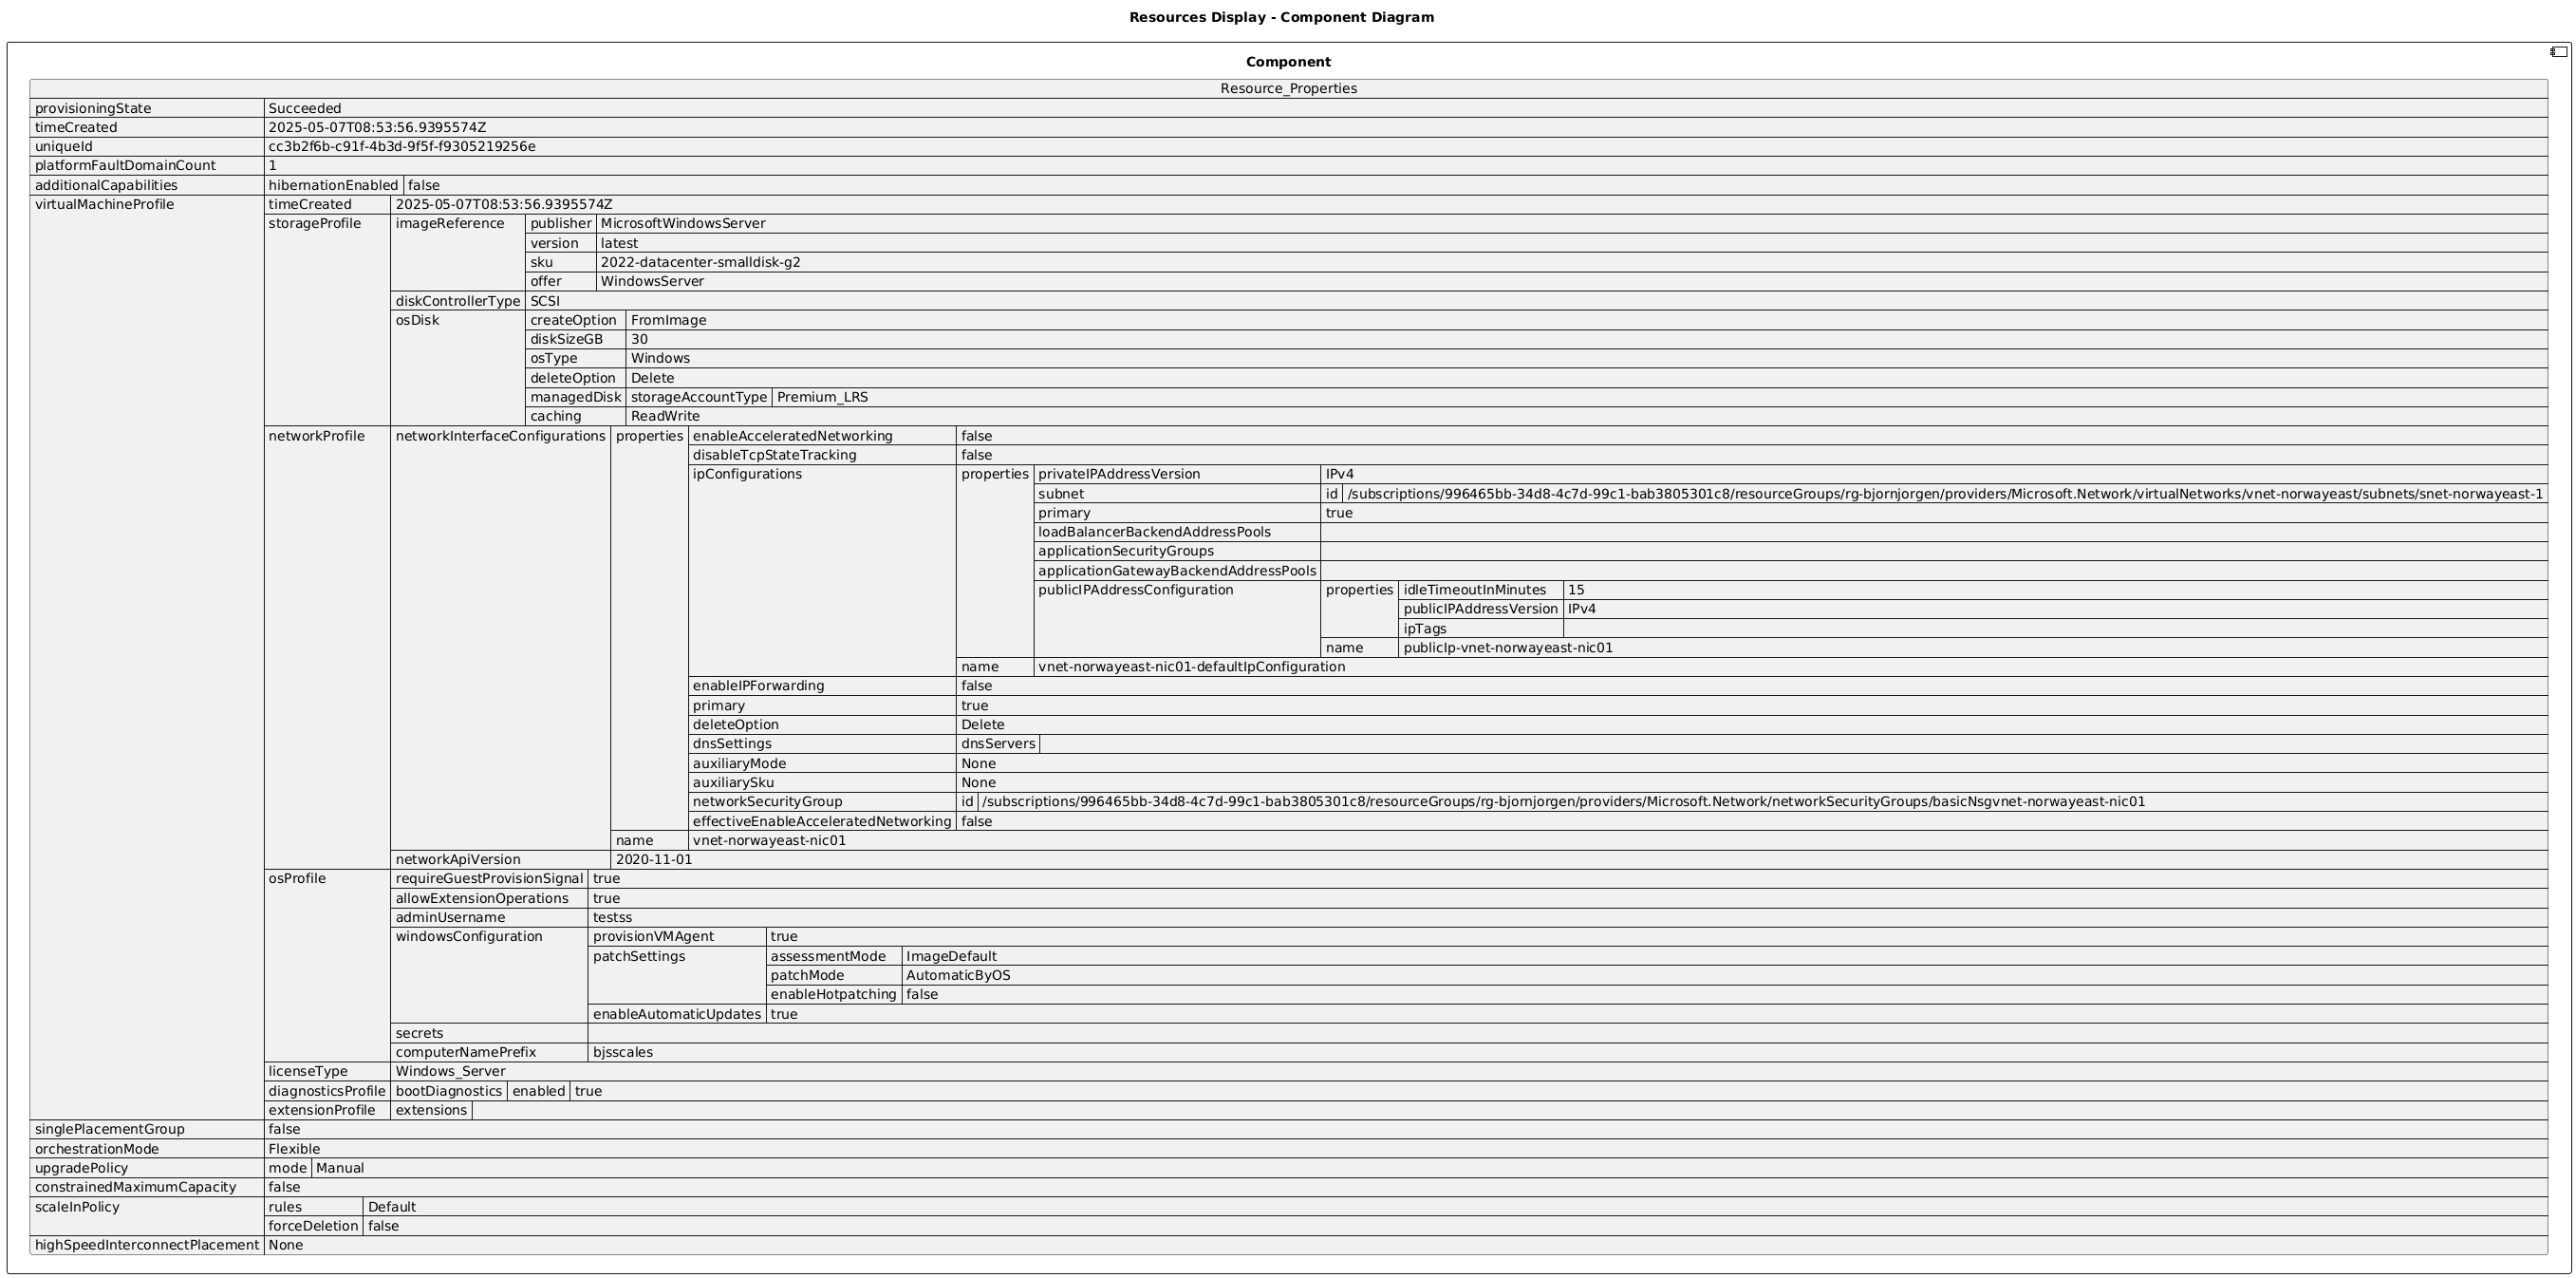 Resources Display - Component Diagram
Component
Resource_Properties
provisioningState Succeeded
timeCreated 2025-05-07T08:53:56.9395574Z
uniqueId cc3b2f6b-c91f-4b3d-9f5f-f9305219256e
platformFaultDomainCount 1
additionalCapabilities hibernationEnabled false
virtualMachineProfile timeCreated 2025-05-07T08:53:56.9395574Z
storageProfile imageReference publisher MicrosoftWindowsServer
version latest
sku 2022-datacenter-smalldisk-g2
offer WindowsServer
diskControllerType SCSI
osDisk createOption FromImage
diskSizeGB 30
osType Windows
deleteOption Delete
managedDisk storageAccountType Premium_LRS
caching ReadWrite
networkProfile networkInterfaceConfigurations properties enableAcceleratedNetworking false
disableTcpStateTracking false
ipConfigurations properties privateIPAddressVersion IPv4
subnet id /subscriptions/996465bb-34d8-4c7d-99c1-bab3805301c8/resourceGroups/rg-bjornjorgen/providers/Microsoft.Network/virtualNetworks/vnet-norwayeast/subnets/snet-norwayeast-1
primary true
loadBalancerBackendAddressPools
applicationSecurityGroups
applicationGatewayBackendAddressPools
publicIPAddressConfiguration properties idleTimeoutInMinutes 15
publicIPAddressVersion IPv4
ipTags
name publicIp-vnet-norwayeast-nic01
name vnet-norwayeast-nic01-defaultIpConfiguration
enableIPForwarding false
primary true
deleteOption Delete
dnsSettings dnsServers
auxiliaryMode None
auxiliarySku None
networkSecurityGroup id /subscriptions/996465bb-34d8-4c7d-99c1-bab3805301c8/resourceGroups/rg-bjornjorgen/providers/Microsoft.Network/networkSecurityGroups/basicNsgvnet-norwayeast-nic01
effectiveEnableAcceleratedNetworking false
name vnet-norwayeast-nic01
networkApiVersion 2020-11-01
osProfile requireGuestProvisionSignal true
allowExtensionOperations true
adminUsername testss
windowsConfiguration provisionVMAgent true
patchSettings assessmentMode ImageDefault
patchMode AutomaticByOS
enableHotpatching false
enableAutomaticUpdates true
secrets
computerNamePrefix bjsscales
licenseType Windows_Server
diagnosticsProfile bootDiagnostics enabled true
extensionProfile extensions
singlePlacementGroup false
orchestrationMode Flexible
upgradePolicy mode Manual
constrainedMaximumCapacity false
scaleInPolicy rules Default
forceDeletion false
highSpeedInterconnectPlacement None